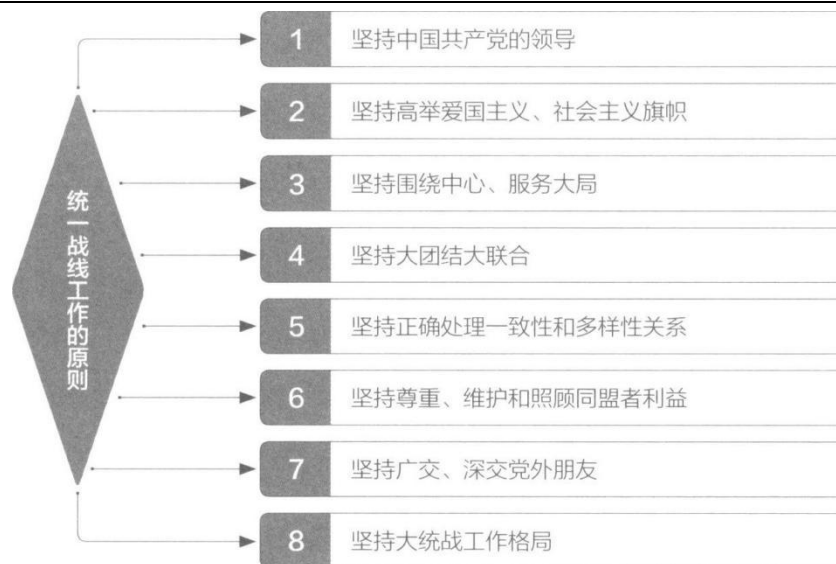 统一战线工作的原则
1 坚持中国共产党的领导
2 坚持高举爱国主义、社会主义旗帜
3 坚持围绕中心、服务大局
4 坚持大团结大联合
5 坚持正确处理一致性和多样性关系
6 坚持尊重、维护和照顾同盟者利益
7 坚持广交、深交党外朋友
8 坚持大统战工作格局